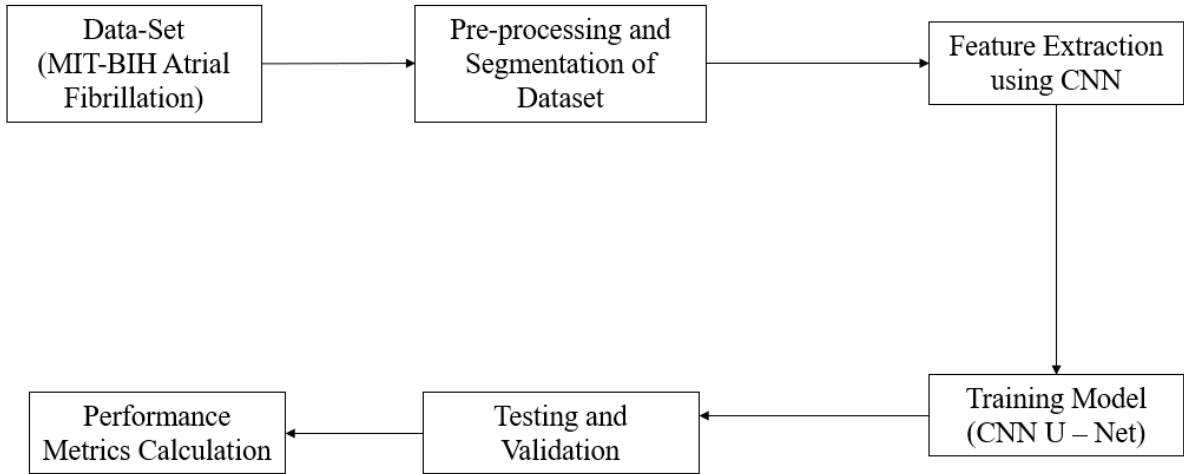 Data-Set
(MIT-BIH Atrial
Fibrillation)
Pre-processing and
Segmentation of
Dataset
Feature Extraction
using CNN
Training Model
(CNN U – Net)
Testing and
Validation
Performance
Metrics Calculation